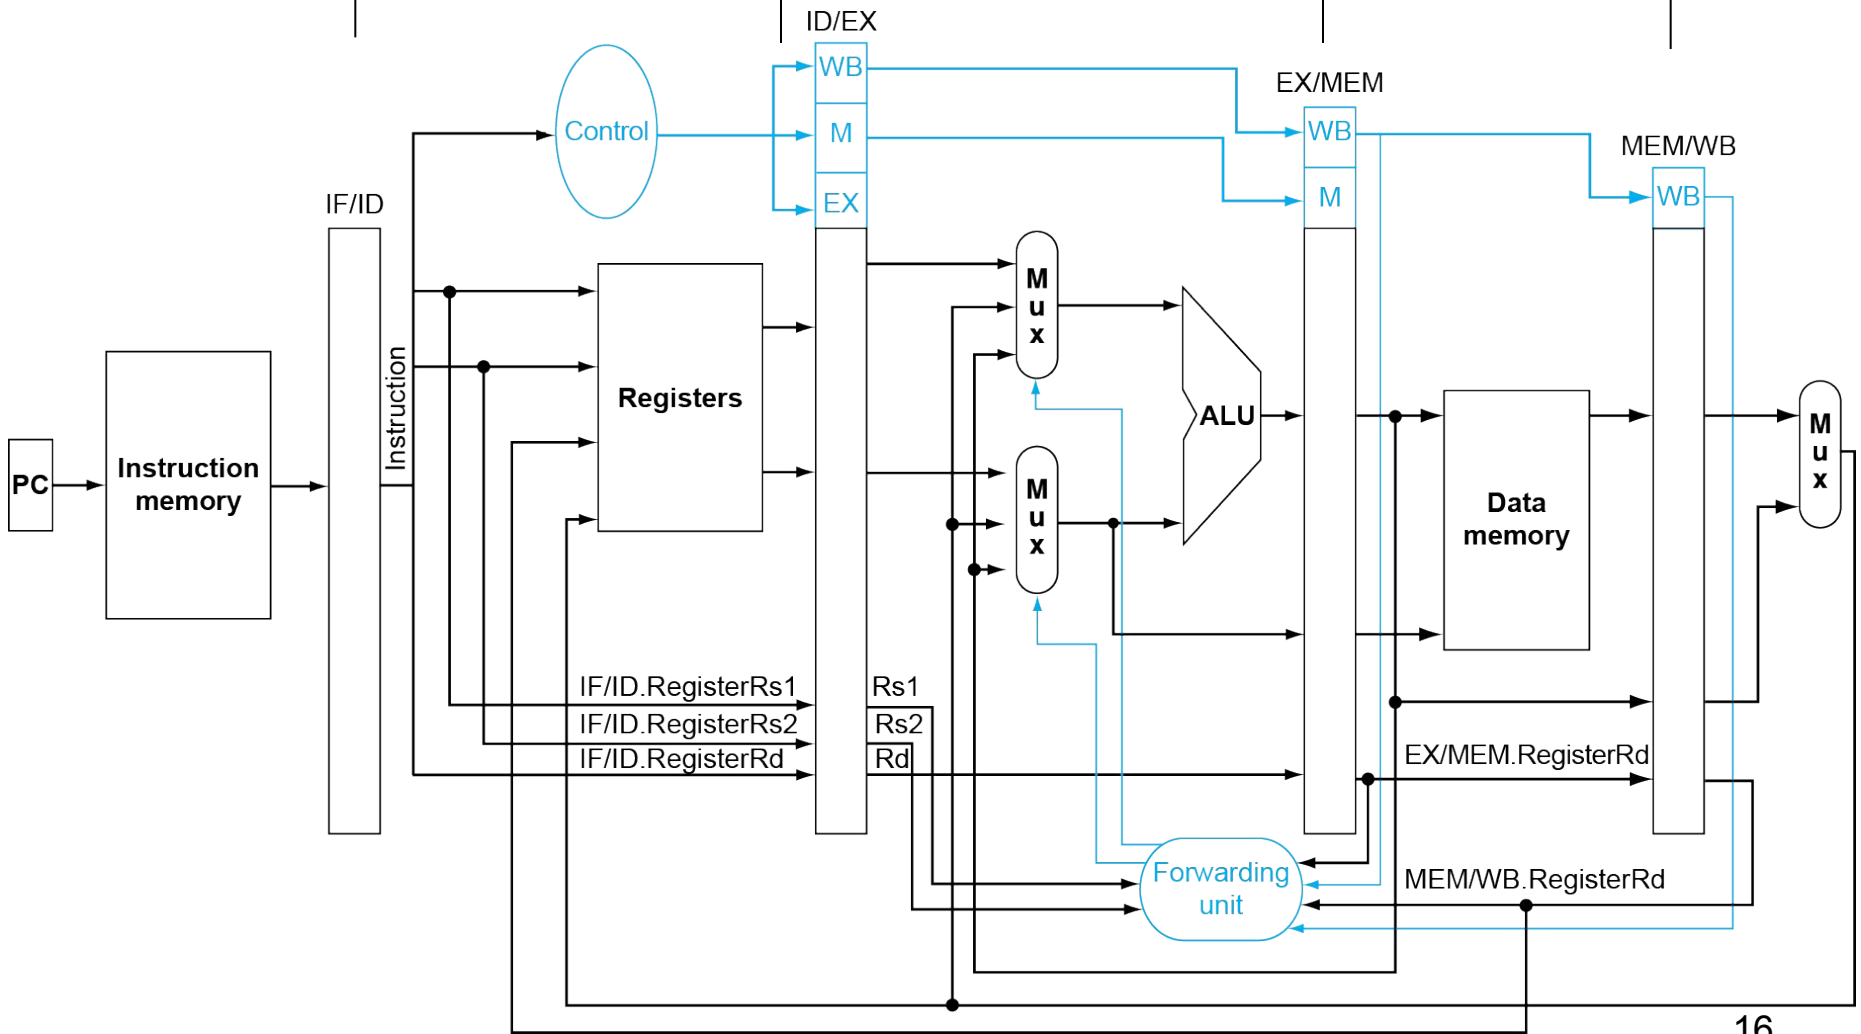 ID/EX
WB
EX/MEM
Control
M
WB
MEM/WB
IF/ID
EX
M
WB
M
u
x
Instruction
Registers
ALU
M
u
x
PC
Instruction
memory
M
u
x
Data
memory
IF/ID.RegisterRs1
Rs1
IF/ID.RegisterRs2
Rs2
IF/ID.RegisterRd
Rd
EX/MEM.RegisterRd
Forwarding
unit
MEM/WB.RegisterRd
16